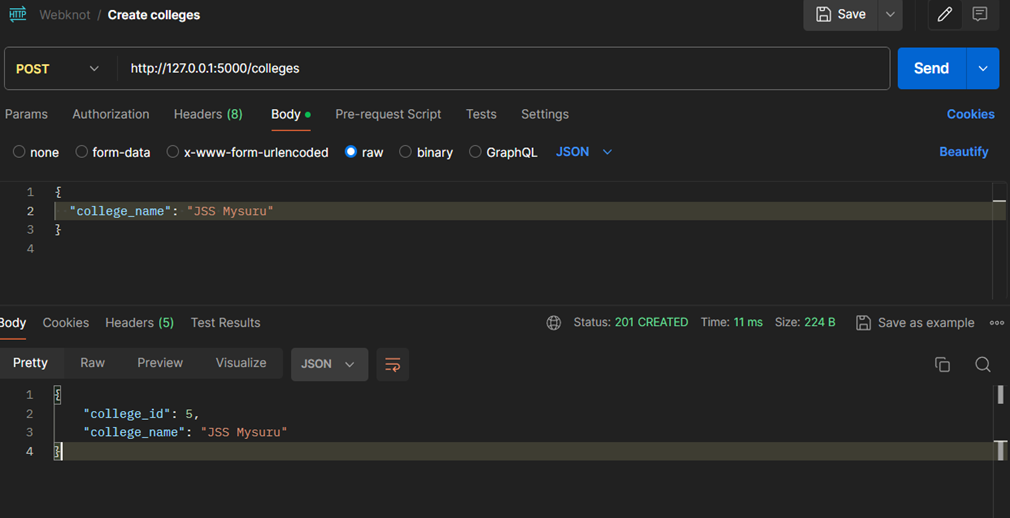 HTTP Webknot / Create colleges Save
POST http://127.0.0.1:5000/colleges Send
Params Authorization Headers (8) Body Pre-request Script Tests Settings Cookies
none form-data x-www-form-urlencoded raw binary GraphQL JSON Beautify
1 {
2 "college_name": "JSS Mysuru"
3 }
4
Body Cookies Headers (5) Test Results Status: 201 CREATED Time: 11 ms Size: 224 B Save as example
Pretty Raw Preview Visualize JSON
1 {
2 "college_id": 5,
3 "college_name": "JSS Mysuru"
4 }